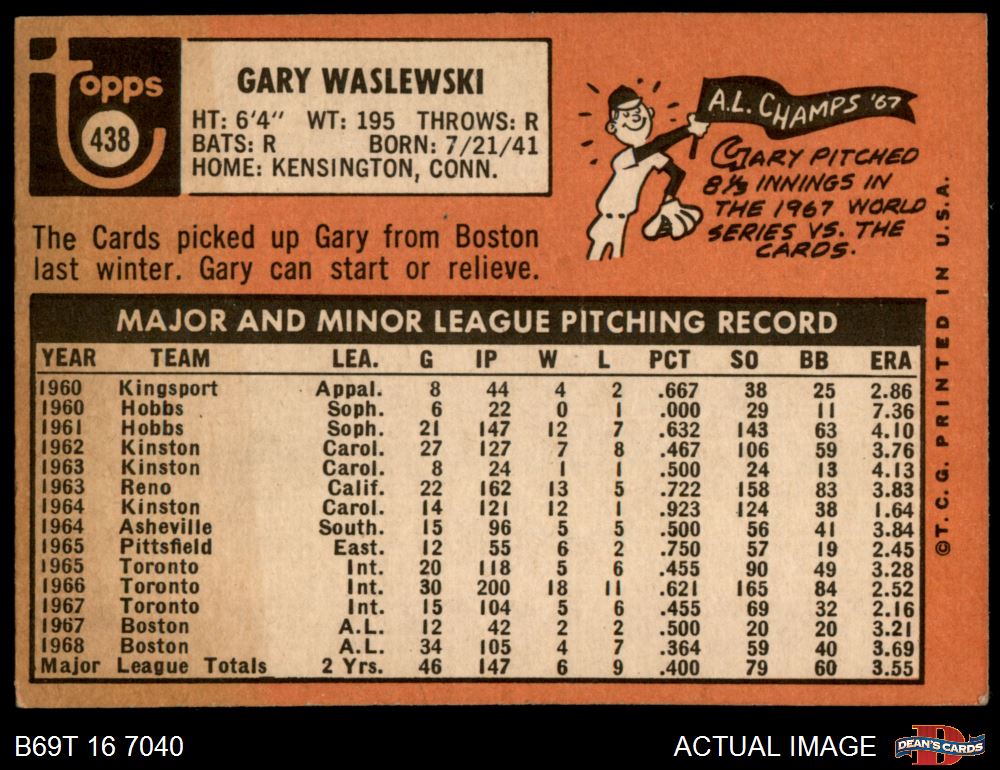 Topps
438
GARY WASLEWSKI
HT: 6'4" WT: 195 THROWS: R
BATS: R BORN: 7/21/41
HOME: KENSINGTON, CONN.
The Cards picked up Gary from Boston
last winter. Gary can start or relieve.
A.L. CHAMPS '67
GARY PITCHED
8⅓ INNINGS IN
THE 1967 WORLD
SERIES VS. THE
CARDS.
MAJOR AND MINOR LEAGUE PITCHING RECORD
YEAR TEAM LEA. G IP W L PCT SO BB ERA
1960 Kingsport Appal. 8 44 4 2 .667 38 25 2.86
1960 Hobbs Soph. 6 22 0 1 .000 29 11 7.36
1961 Hobbs Soph. 21 147 12 7 .632 143 63 4.10
1962 Kinston Carol. 27 127 7 8 .467 106 59 3.76
1963 Kinston Carol. 8 24 1 1 .500 24 13 4.13
1963 Reno Calif. 22 162 13 5 .722 158 83 3.83
1964 Kinston Carol. 14 121 12 1 .923 124 38 1.64
1964 Asheville South. 15 96 5 5 .500 56 41 3.84
1965 Pittsfield East. 12 55 6 2 .750 57 19 2.45
1965 Toronto Int. 20 118 5 6 .455 90 49 3.28
1966 Toronto Int. 30 200 18 11 .621 165 84 2.52
1967 Toronto Int. 15 104 5 6 .455 69 32 2.16
1967 Boston A.L. 12 42 2 2 .500 20 20 3.21
1968 Boston A.L. 34 105 4 7 .364 59 40 3.69
Major League Totals 2 Yrs. 46 147 6 9 .400 79 60 3.55
©T.C.G. PRINTED IN U.S.A.
B69T 16 7040
ACTUAL IMAGE
D
DEAN'S CARDS